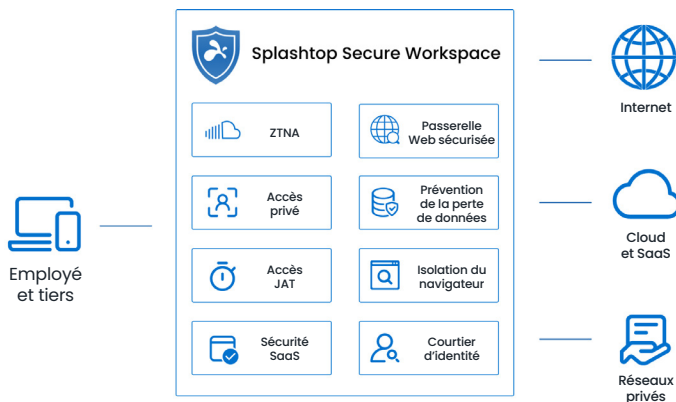 Splashtop Secure Workspace
ZTNA
Passerelle
Web sécurisée
Accès
privé
Prévention
de la perte
de données
Accès
JAT
Isolation du
navigateur
Sécurité
SaaS
Courtier
d'identité
Employé
et tiers
Internet
Cloud
et SaaS
Réseaux
privés